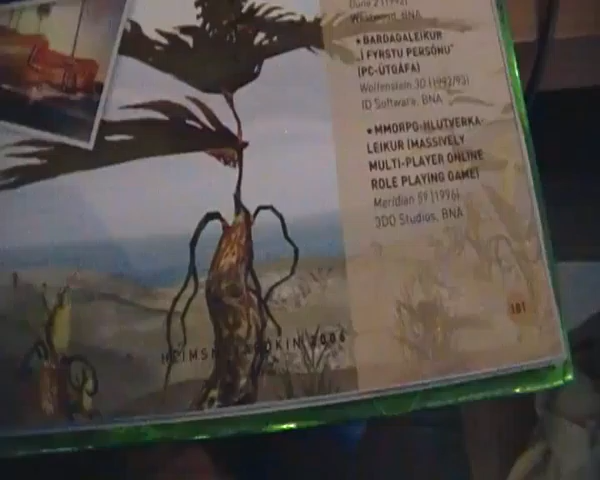 Dune 2 (1992)
Westwood, BNA
• BARDAGALEIKUR
„Í FYRSTU PERSÓNU"
(PC-ÚTGÁFA)
Wolfenstein 3D (1992/93)
ID Software, BNA
• MMORPG-HLUTVERKA-
LEIKUR (MASSIVELY
MULTI-PLAYER ONLINE
ROLE PLAYING GAME)
Meridian 59 (1996)
3DO Studios, BNA
181
2006